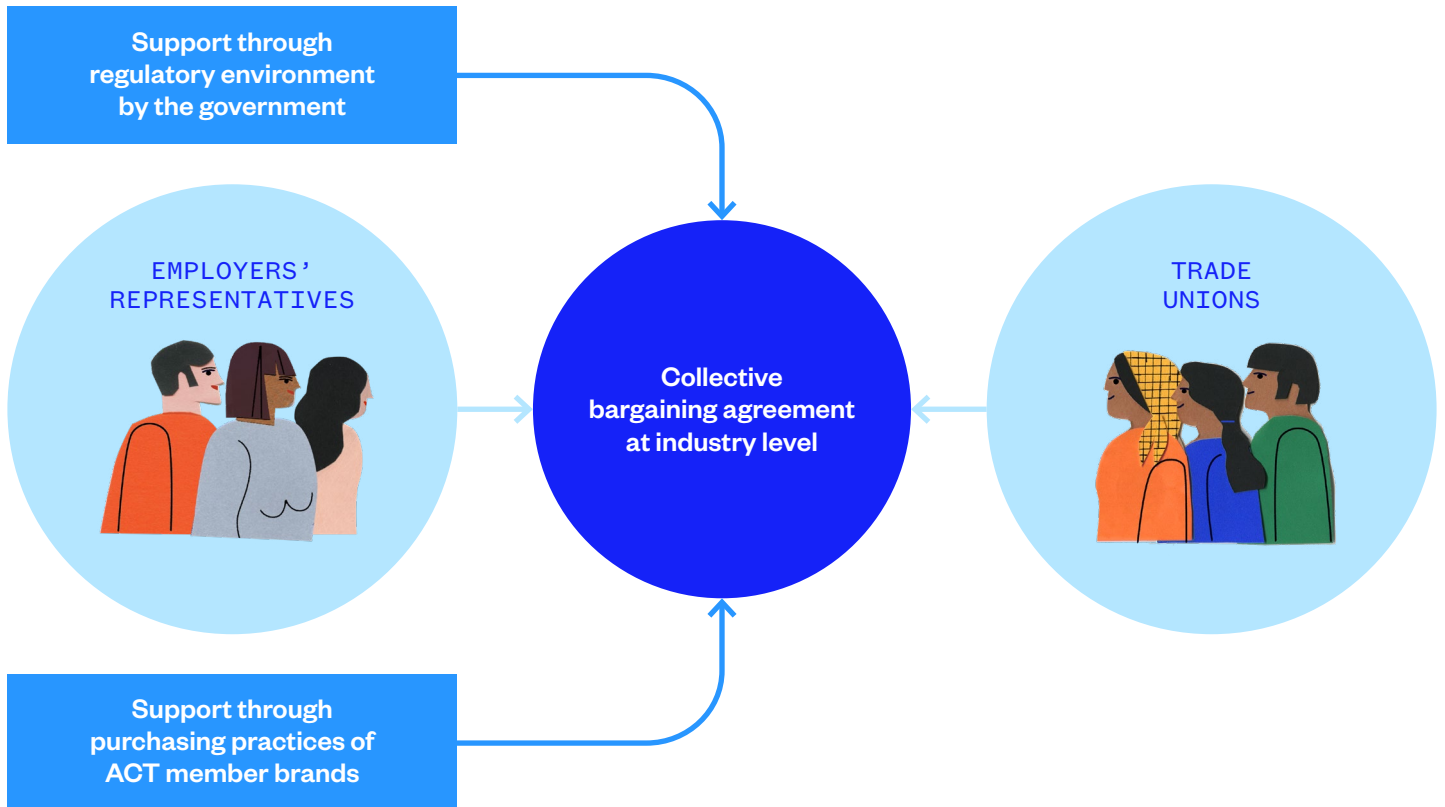 Support through
regulatory environment
by the government
EMPLOYERS’
REPRESENTATIVES
Collective
bargaining agreement
at industry level
TRADE
UNIONS
Support through
purchasing practices of
ACT member brands